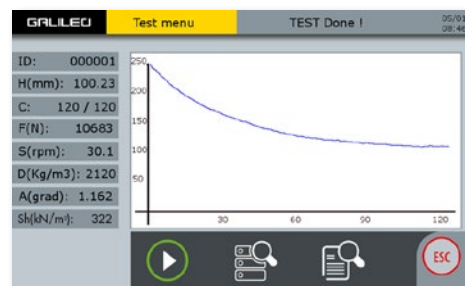 GALILEO Test menu TEST Done ! 05/01
08:46
ID: 000001
H(mm): 100.23
C: 120 / 120
F(N): 10683
S(rpm): 30.1
D(Kg/m3): 2120
A(grad): 1.162
Sh(kN/m²): 322
250
200
150
100
50
30 60 90 120
ESC